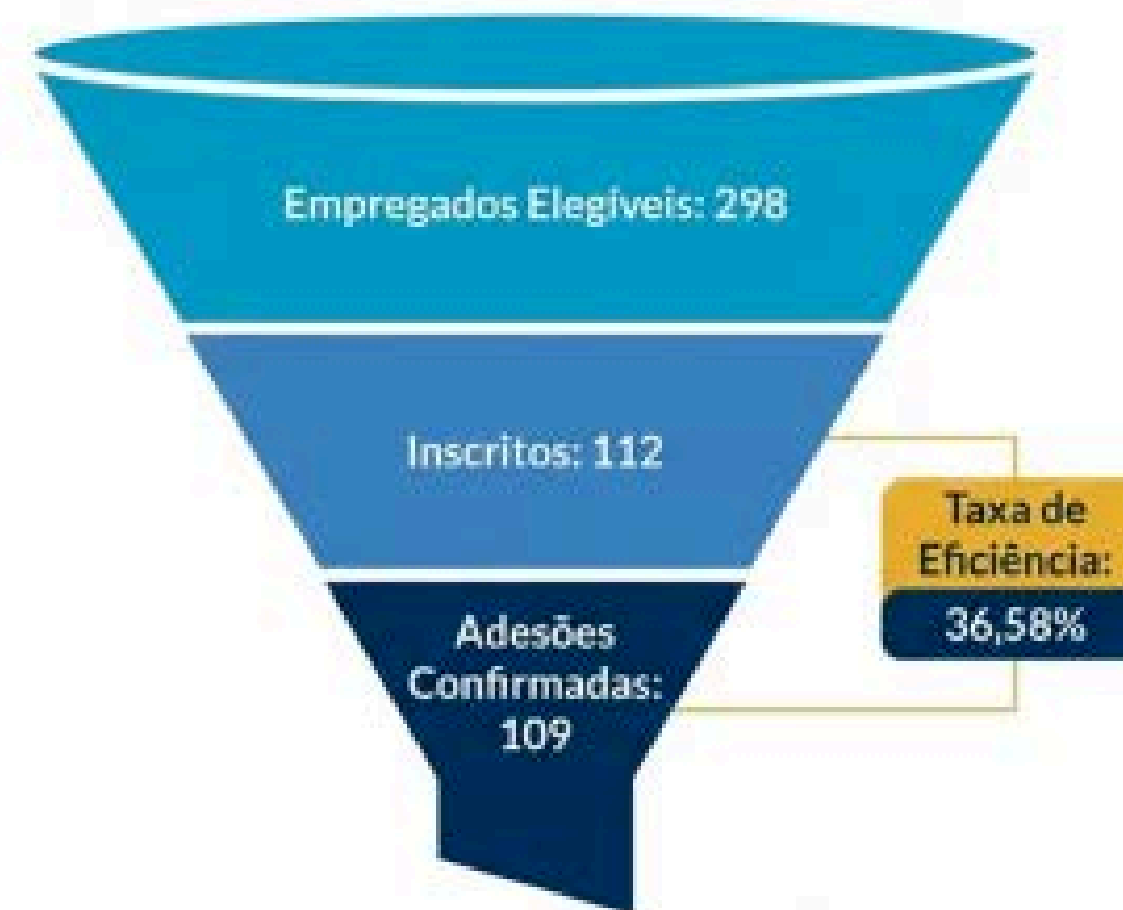 Empregados Elegíveis: 298
Inscritos: 112
Taxa de
Eficiência:
36,58%
Adesões
Confirmadas:
109